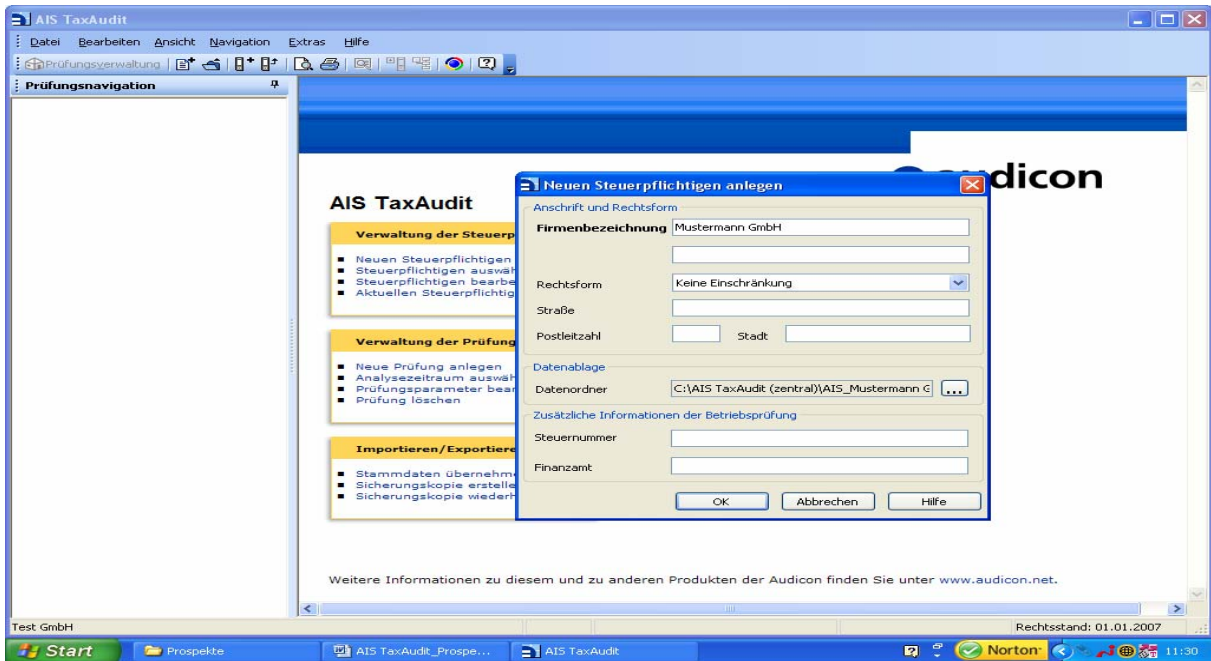 AIS TaxAudit
Datei Bearbeiten Ansicht Navigation Extras Hilfe
Prüfungsverwaltung
Prüfungsnavigation
audicon
AIS TaxAudit
Verwaltung der Steuerp
Neuen Steuerpflichtigen
Steuerpflichtigen auswäh
Steuerpflichtigen bearbe
Aktuellen Steuerpflichtig
Verwaltung der Prüfung
Neue Prüfung anlegen
Analysezeitraum auswäh
Prüfungsparameter bear
Prüfung löschen
Importieren/Exportiere
Stammdaten übernehm
Sicherungskopie erstelle
Sicherungskopie wiederh
Neuen Steuerpflichtigen anlegen
Anschrift und Rechtsform
Firmenbezeichnung Mustermann GmbH
Rechtsform Keine Einschränkung
Straße
Postleitzahl Stadt
Datenablage
Datenordner C:\AIS TaxAudit (zentral)\AIS_Mustermann G ...
Zusätzliche Informationen der Betriebsprüfung
Steuernummer
Finanzamt
OK Abbrechen Hilfe
Weitere Informationen zu diesem und zu anderen Produkten der Audicon finden Sie unter www.audicon.net.
Test GmbH Rechtsstand: 01.01.2007
Start Prospekte AIS TaxAudit_Prospe... AIS TaxAudit Norton 11:30